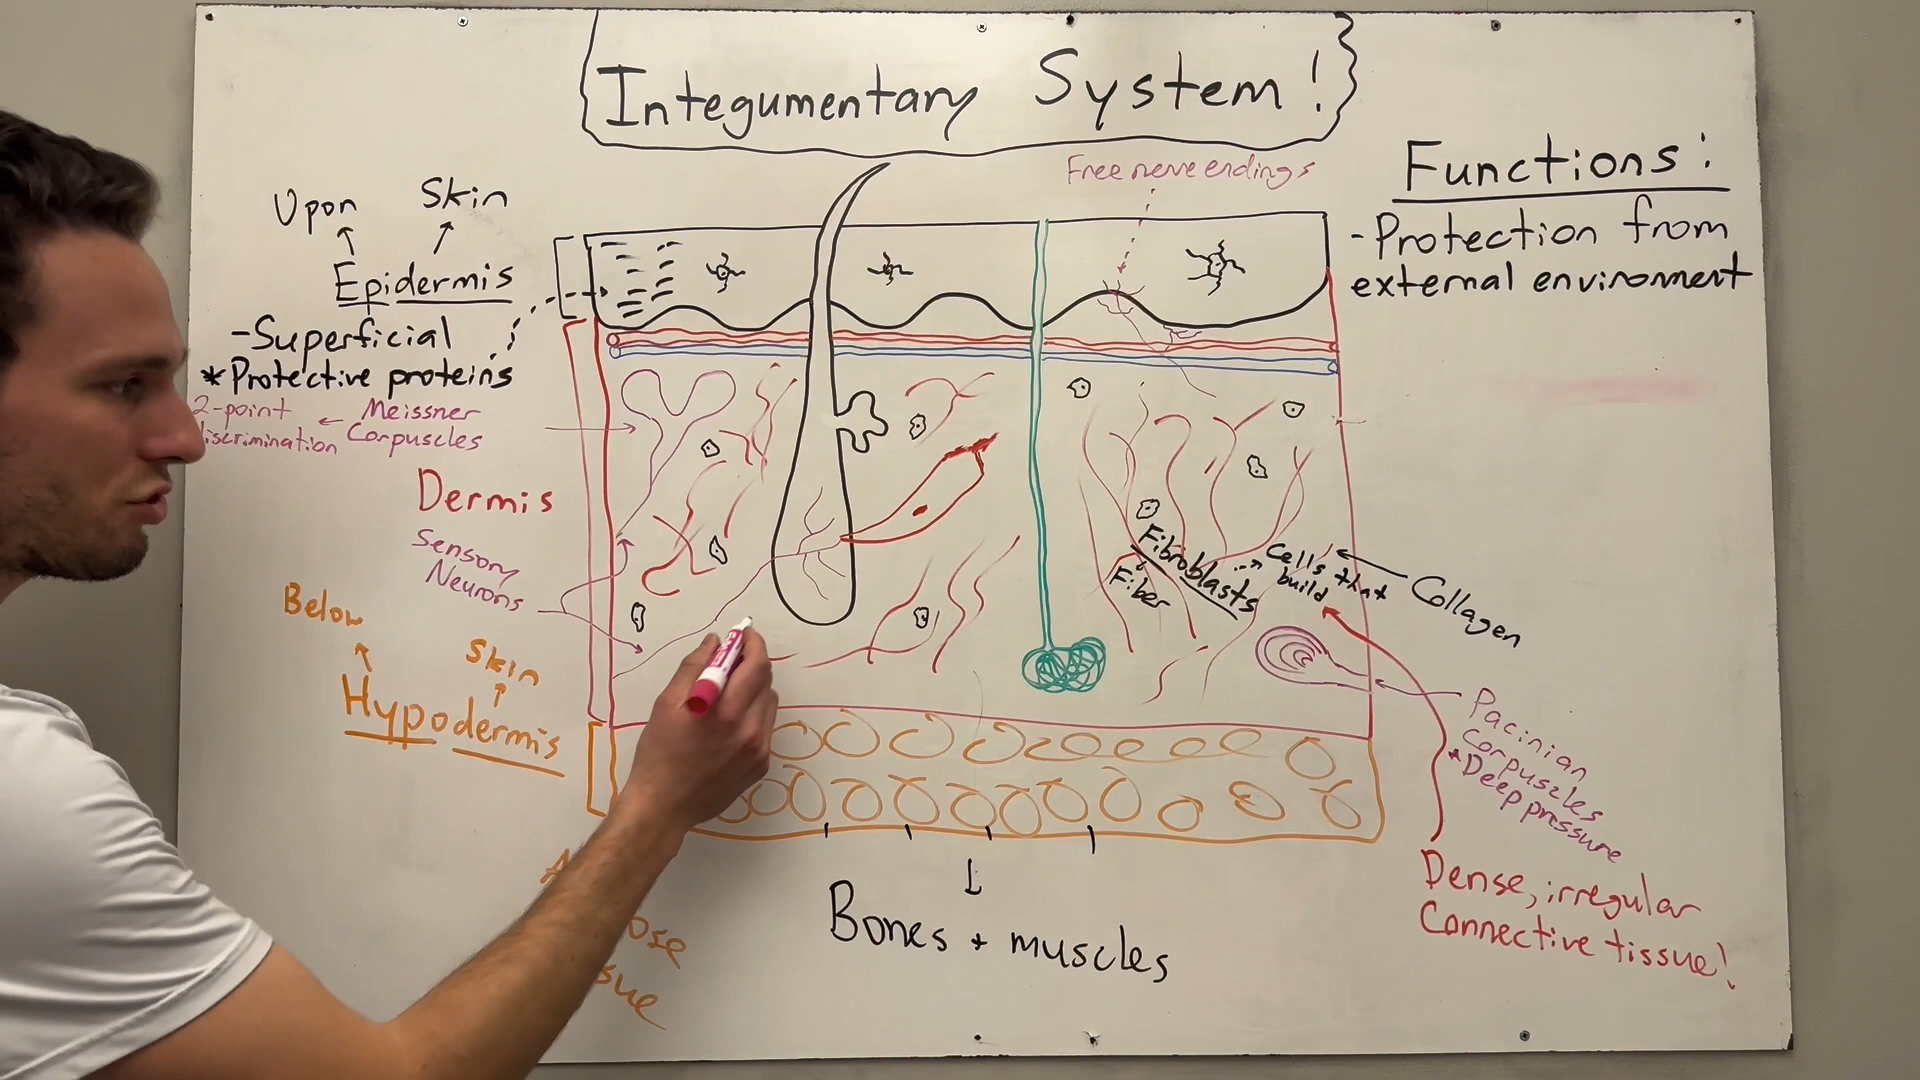 Integumentary System!
Free nerve endings
Functions:
-Protection from
external environment
Upon Skin
Epidermis
-Superficial
*Protective proteins
2-point
discrimination
Meissner
Corpuscles
Dermis
Sensory
Neurons
Below
Skin
Hypodermis
Fibroblasts
Fiber
Cells that
build
Collagen
Pacinian
Corpuscles
*Deep pressure
Dense, irregular
Connective tissue!
Bones + muscles